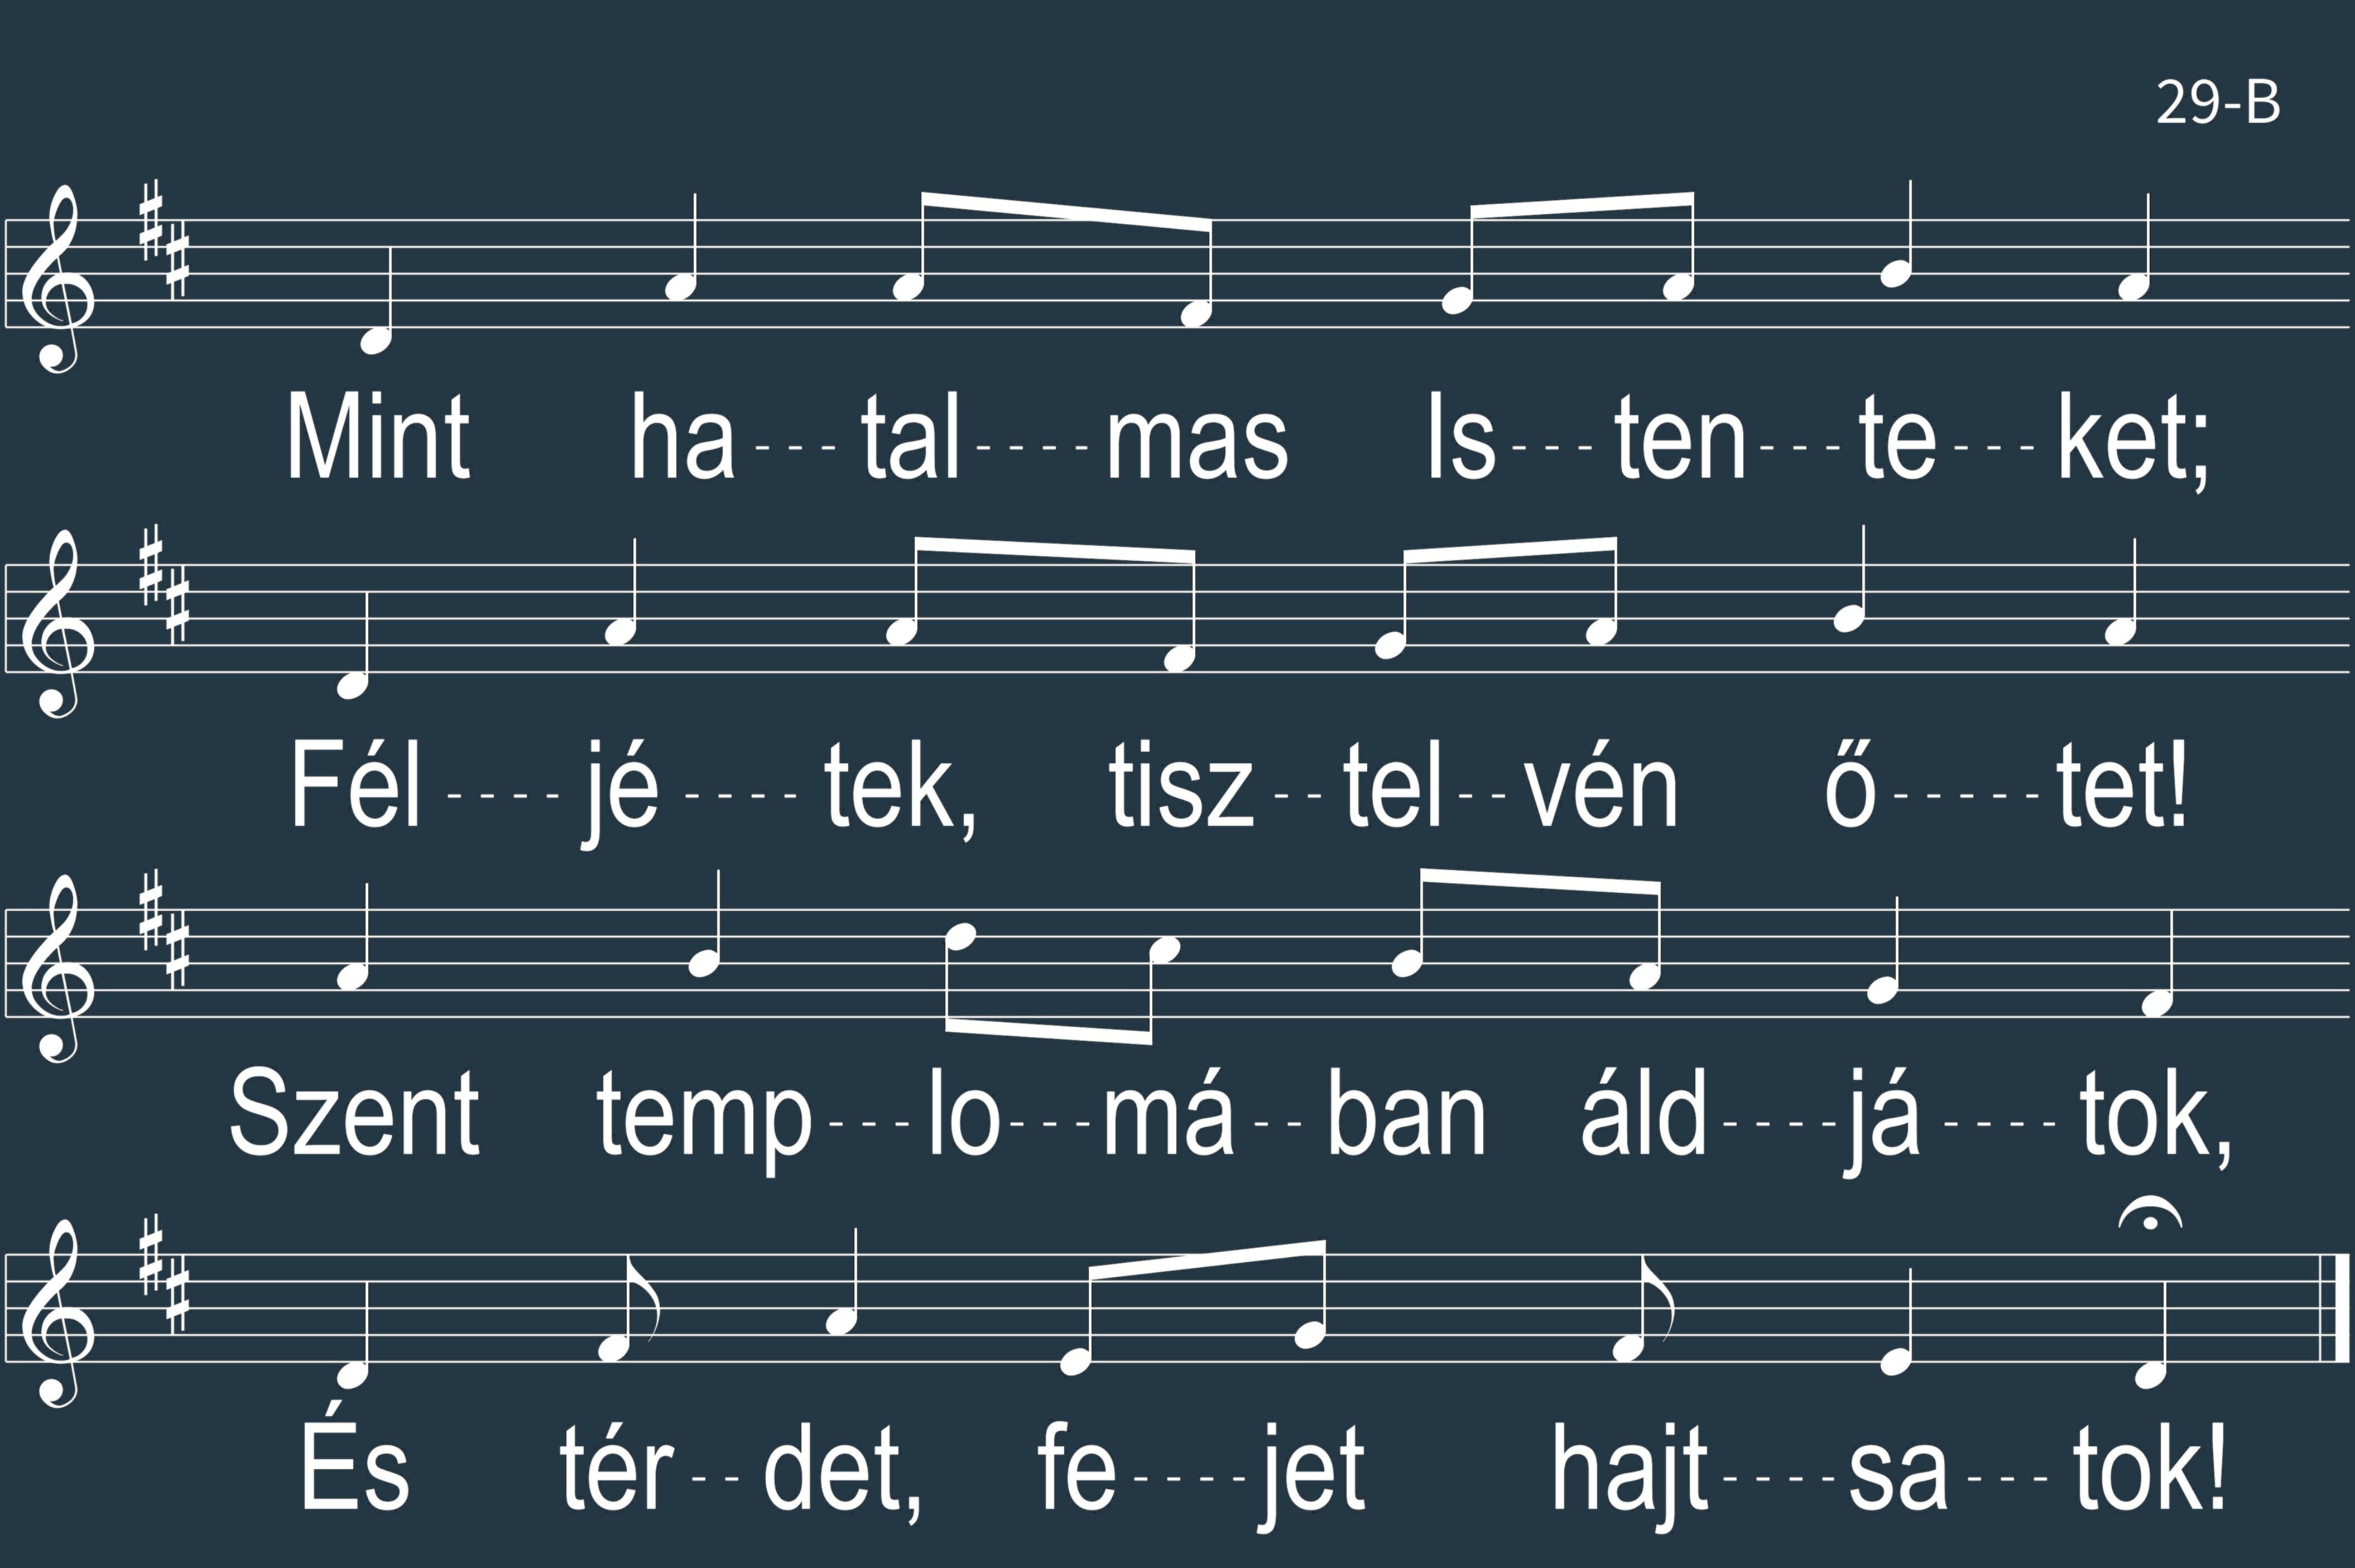 29-B
Mint ha---tal----mas Is---ten---te---ket;
Fél----jé----tek, tisz--tel--vén ő-----tet!
Szent temp---lo---má--ban áld----já----tok,
És tér--det, fe----jet hajt----sa---tok!